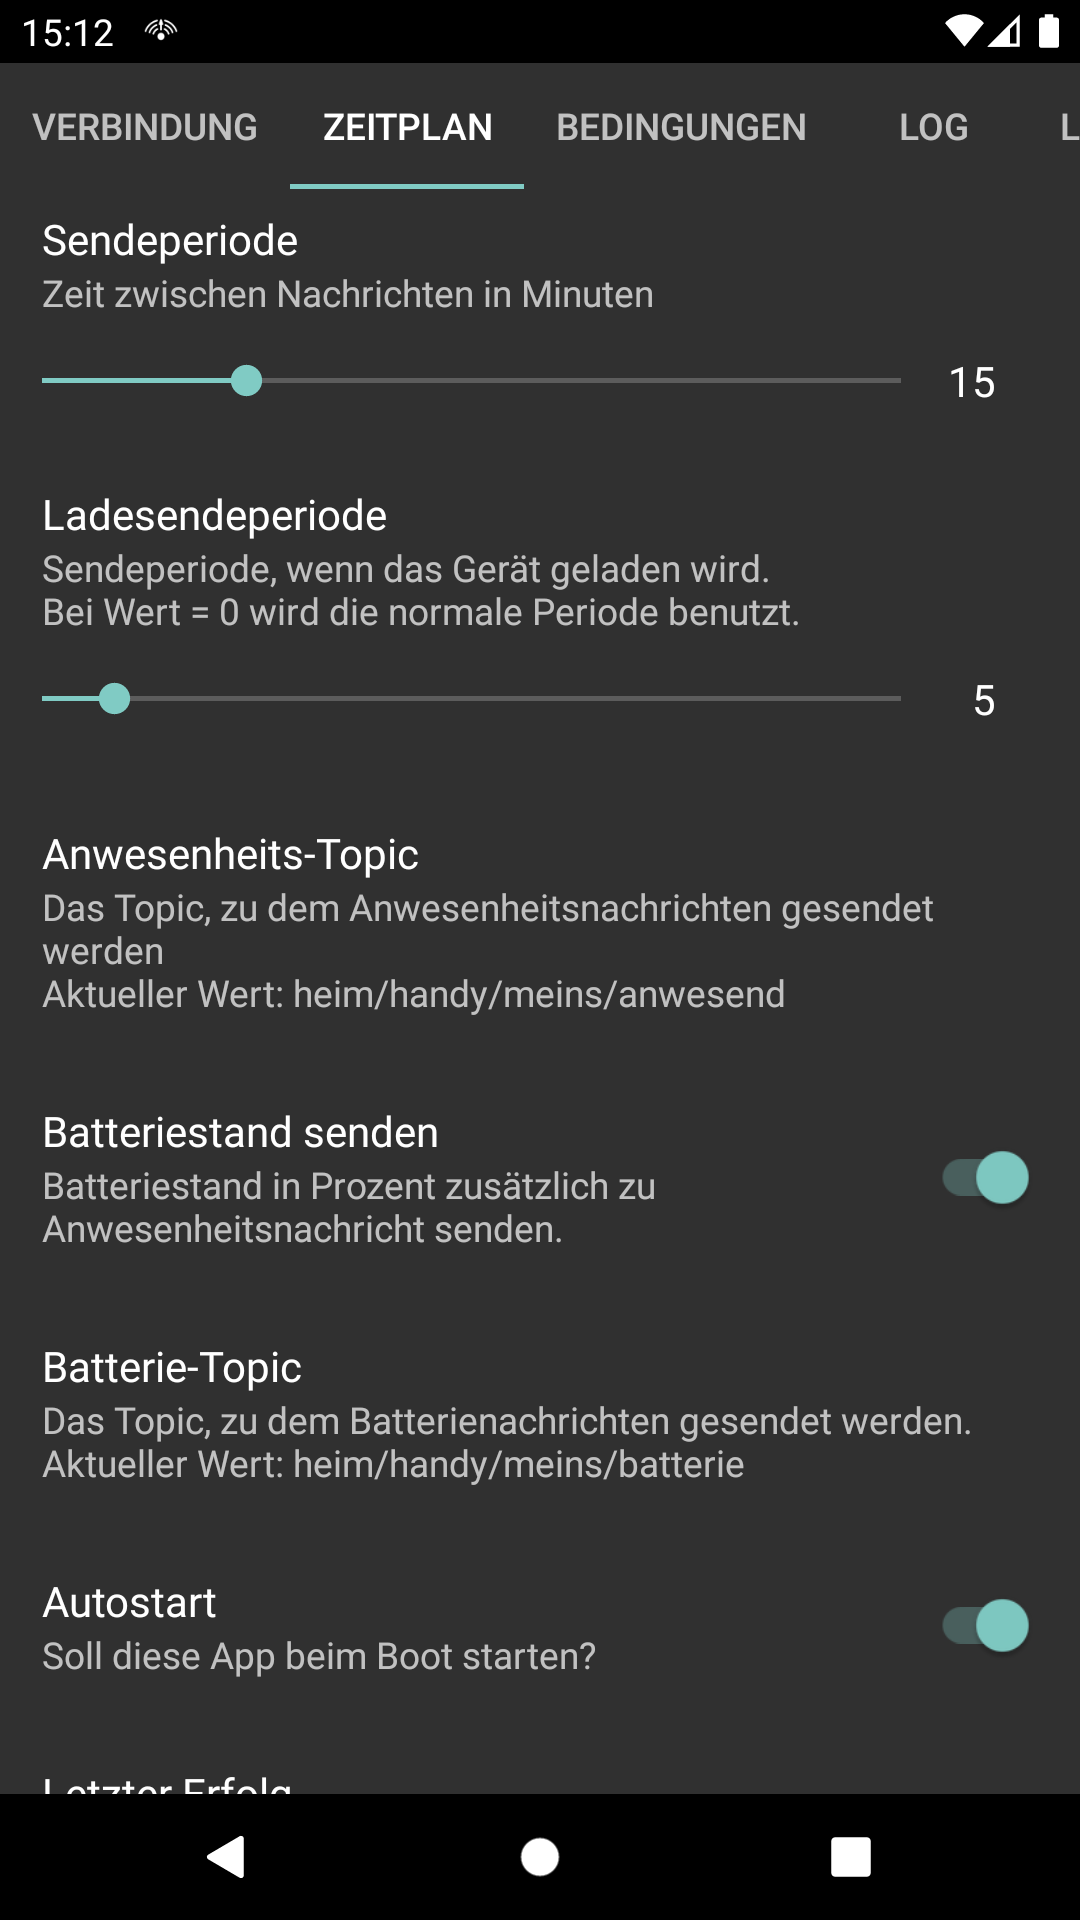 15:12
VERBINDUNG ZEITPLAN BEDINGUNGEN LOG L
Sendeperiode
Zeit zwischen Nachrichten in Minuten
15
Ladesendeperiode
Sendeperiode, wenn das Gerät geladen wird.
Bei Wert = 0 wird die normale Periode benutzt.
5
Anwesenheits-Topic
Das Topic, zu dem Anwesenheitsnachrichten gesendet
werden
Aktueller Wert: heim/handy/meins/anwesend
Batteriestand senden
Batteriestand in Prozent zusätzlich zu
Anwesenheitsnachricht senden.
Batterie-Topic
Das Topic, zu dem Batterienachrichten gesendet werden.
Aktueller Wert: heim/handy/meins/batterie
Autostart
Soll diese App beim Boot starten?
Letzter Erfolg